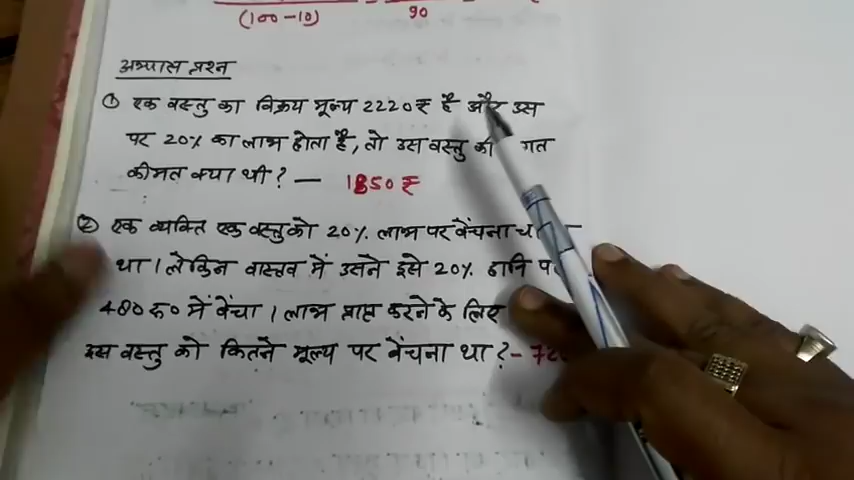 (100-10) 90
अभ्यास प्रश्न
① एक वस्तु का विक्रय मूल्य 2220₹ है और उस
पर 20% का लाभ होता है, तो उस वस्तु की गत
कीमत क्या थी? — 1850₹
② एक व्यक्ति एक वस्तु को 20% लाभ पर बेंचना
था। लेकिन वास्तव में उसने इसे 20% हानि
480 रु० में बेंचा। लाभ प्राप्त करने के लिए
इस वस्तु को कितने मूल्य पर बेंचना था? -